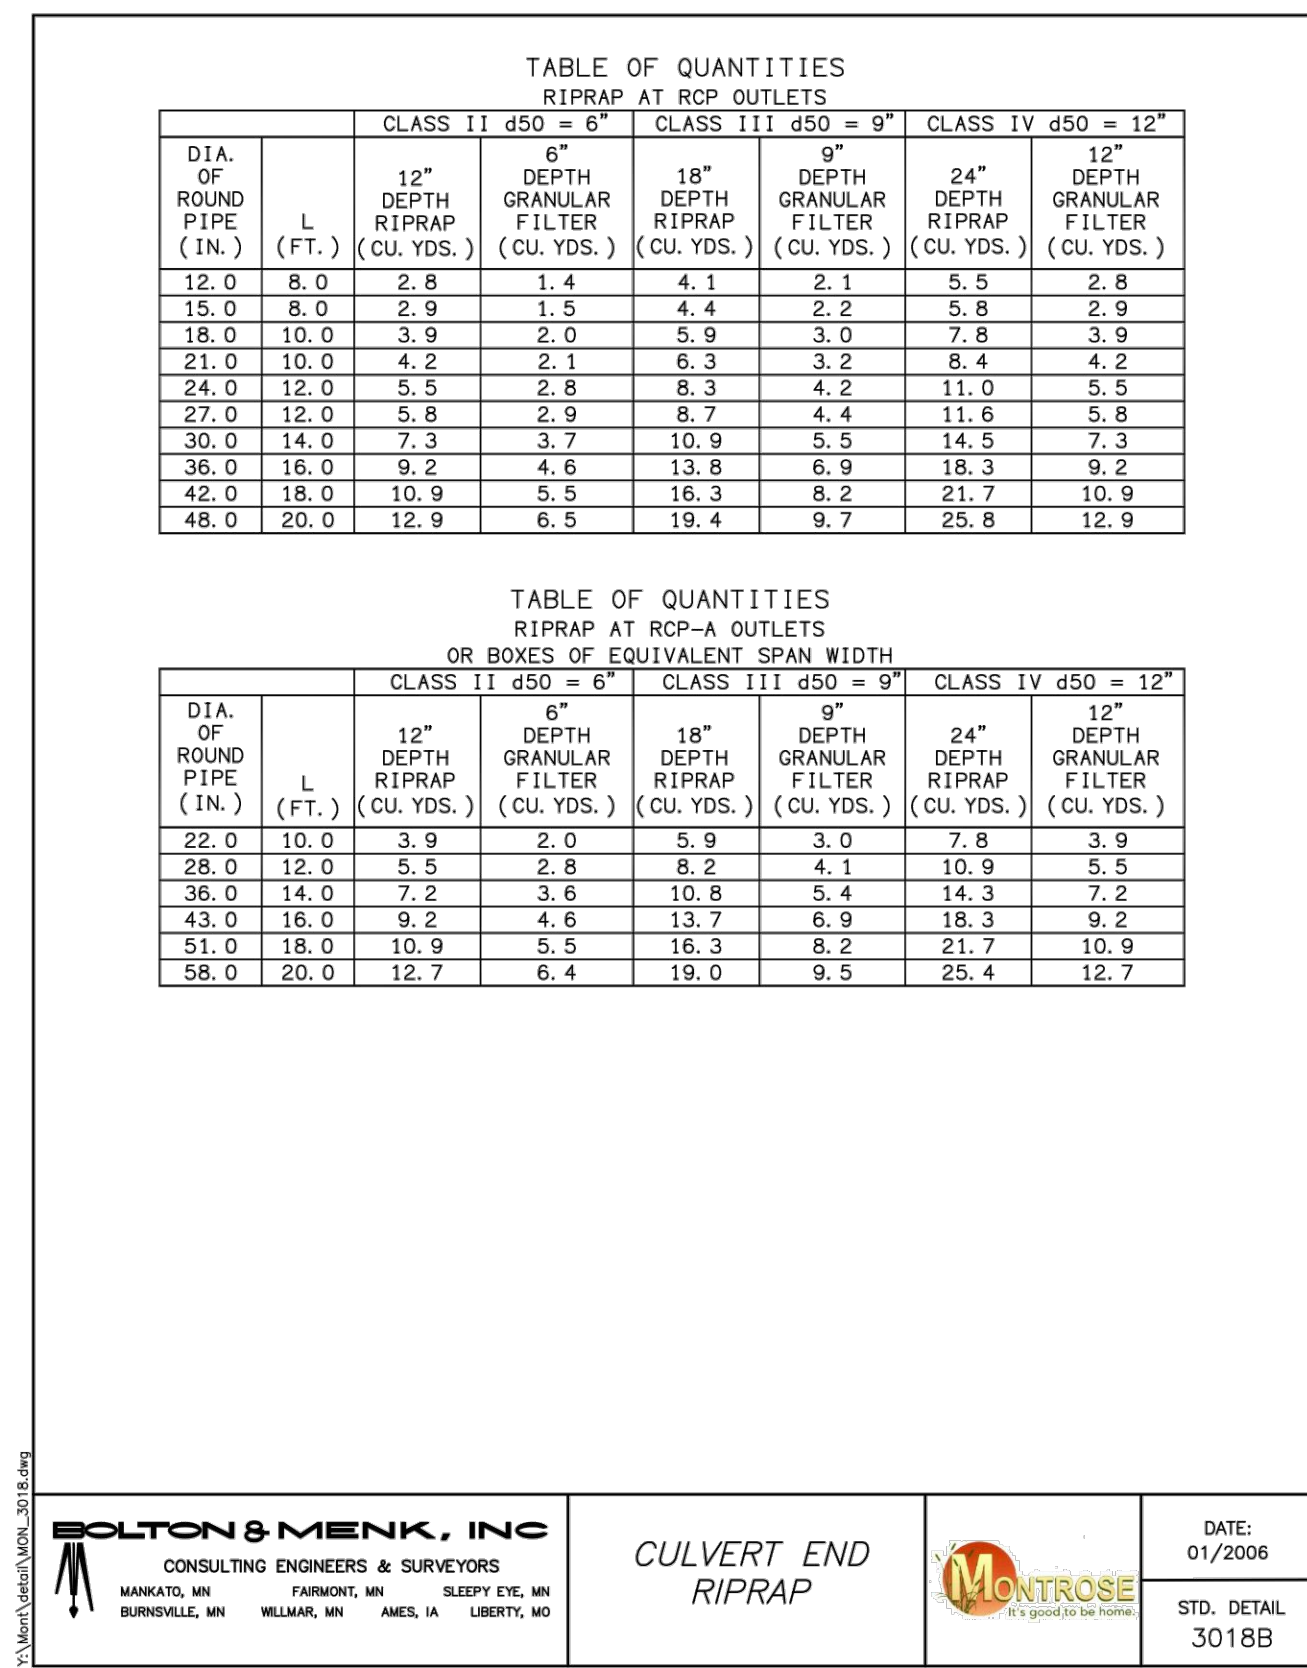 TABLE OF QUANTITIES
RIPRAP AT RCP OUTLETS
CLASS II d50 = 6" CLASS III d50 = 9" CLASS IV d50 = 12"
DIA. OF ROUND PIPE (IN.) L (FT.) 12" DEPTH RIPRAP (CU. YDS.) 6" DEPTH GRANULAR FILTER (CU. YDS.) 18" DEPTH RIPRAP (CU. YDS.) 9" DEPTH GRANULAR FILTER (CU. YDS.) 24" DEPTH RIPRAP (CU. YDS.) 12" DEPTH GRANULAR FILTER (CU. YDS.)
12.0 8.0 2.8 1.4 4.1 2.1 5.5 2.8
15.0 8.0 2.9 1.5 4.4 2.2 5.8 2.9
18.0 10.0 3.9 2.0 5.9 3.0 7.8 3.9
21.0 10.0 4.2 2.1 6.3 3.2 8.4 4.2
24.0 12.0 5.5 2.8 8.3 4.2 11.0 5.5
27.0 12.0 5.8 2.9 8.7 4.4 11.6 5.8
30.0 14.0 7.3 3.7 10.9 5.5 14.5 7.3
36.0 16.0 9.2 4.6 13.8 6.9 18.3 9.2
42.0 18.0 10.9 5.5 16.3 8.2 21.7 10.9
48.0 20.0 12.9 6.5 19.4 9.7 25.8 12.9
TABLE OF QUANTITIES
RIPRAP AT RCP-A OUTLETS
OR BOXES OF EQUIVALENT SPAN WIDTH
CLASS II d50 = 6" CLASS III d50 = 9" CLASS IV d50 = 12"
DIA. OF ROUND PIPE (IN.) L (FT.) 12" DEPTH RIPRAP (CU. YDS.) 6" DEPTH GRANULAR FILTER (CU. YDS.) 18" DEPTH RIPRAP (CU. YDS.) 9" DEPTH GRANULAR FILTER (CU. YDS.) 24" DEPTH RIPRAP (CU. YDS.) 12" DEPTH GRANULAR FILTER (CU. YDS.)
22.0 10.0 3.9 2.0 5.9 3.0 7.8 3.9
28.0 12.0 5.5 2.8 8.2 4.1 10.9 5.5
36.0 14.0 7.2 3.6 10.8 5.4 14.3 7.2
43.0 16.0 9.2 4.6 13.7 6.9 18.3 9.2
51.0 18.0 10.9 5.5 16.3 8.2 21.7 10.9
58.0 20.0 12.7 6.4 19.0 9.5 25.4 12.7
Y:\Mont\detail\MON_3018.dwg
BOLTON & MENK, INC
CONSULTING ENGINEERS & SURVEYORS
MANKATO, MN FAIRMONT, MN SLEEPY EYE, MN
BURNSVILLE, MN WILLMAR, MN AMES, IA LIBERTY, MO
CULVERT END
RIPRAP
MONTROSE
It's good to be home.
DATE:
01/2006
STD. DETAIL
3018B